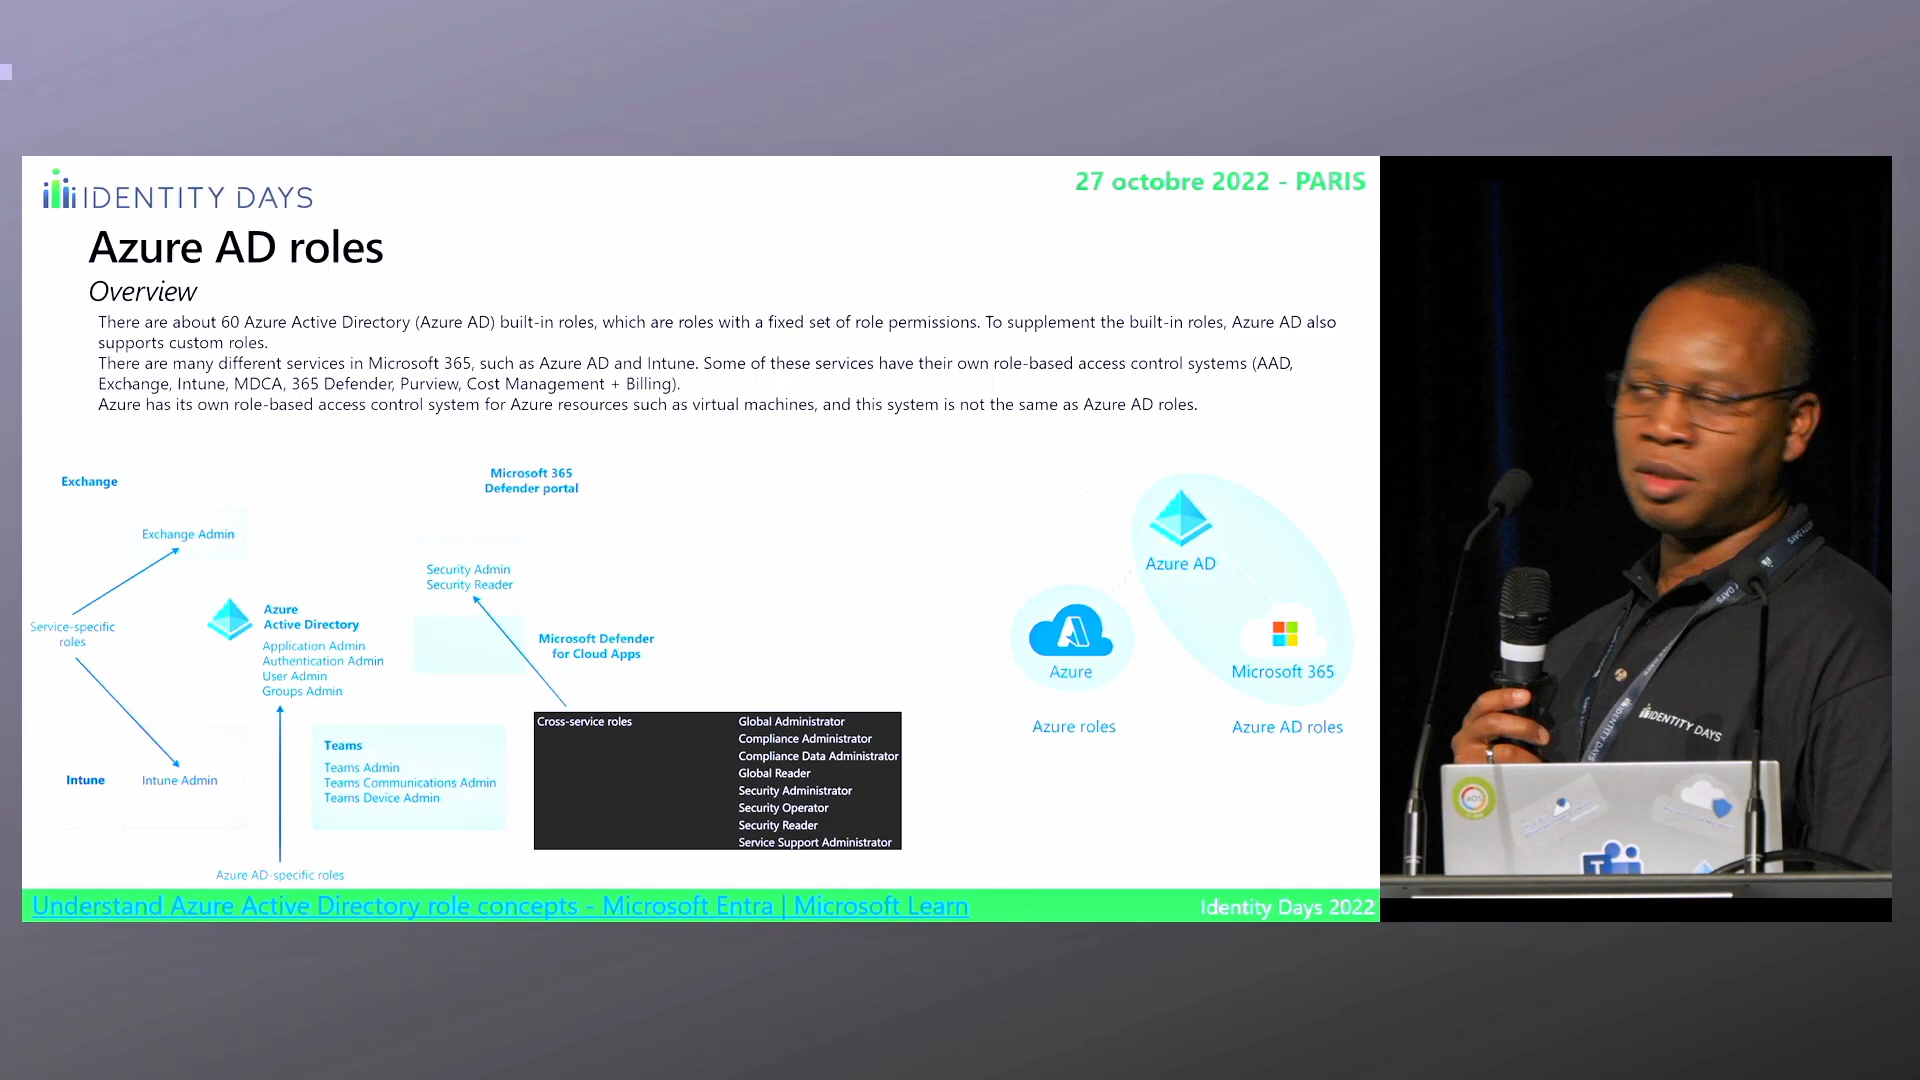 IDENTITY DAYS
27 octobre 2022 - PARIS
Azure AD roles
Overview
There are about 60 Azure Active Directory (Azure AD) built-in roles, which are roles with a fixed set of role permissions. To supplement the built-in roles, Azure AD also
supports custom roles.
There are many different services in Microsoft 365, such as Azure AD and Intune. Some of these services have their own role-based access control systems (AAD,
Exchange, Intune, MDCA, 365 Defender, Purview, Cost Management + Billing).
Azure has its own role-based access control system for Azure resources such as virtual machines, and this system is not the same as Azure AD roles.
Exchange
Exchange Admin
Service-specific
roles
Intune
Intune Admin
Azure
Active Directory
Application Admin
Authentication Admin
User Admin
Groups Admin
Azure AD-specific roles
Teams
Teams Admin
Teams Communications Admin
Teams Device Admin
Microsoft 365
Defender portal
Security Admin
Security Reader
Microsoft Defender
for Cloud Apps
Cross-service roles
Global Administrator
Compliance Administrator
Compliance Data Administrator
Global Reader
Security Administrator
Security Operator
Security Reader
Service Support Administrator
Azure AD
Azure
Microsoft 365
Azure roles
Azure AD roles
Understand Azure Active Directory role concepts - Microsoft Entra | Microsoft Learn
Identity Days 2022
IDENTITY DAYS